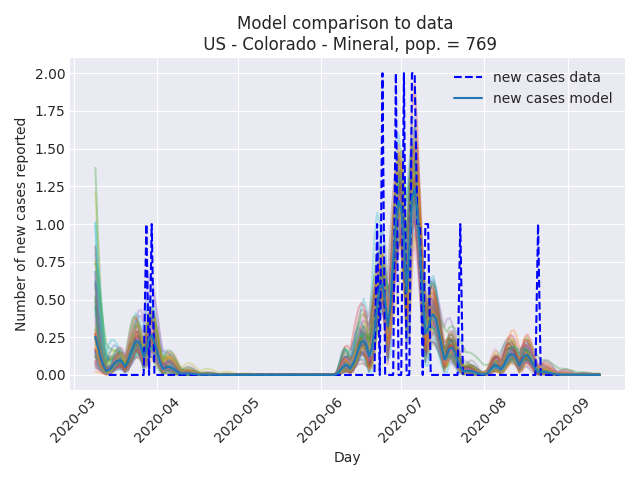 Model comparison to data
US - Colorado - Mineral, pop. = 769
Number of new cases reported
2.00
1.75
1.50
1.25
1.00
0.75
0.50
0.25
0.00
new cases data
new cases model
2020-03
2020-04
2020-05
2020-06
2020-07
2020-08
2020-09
Day